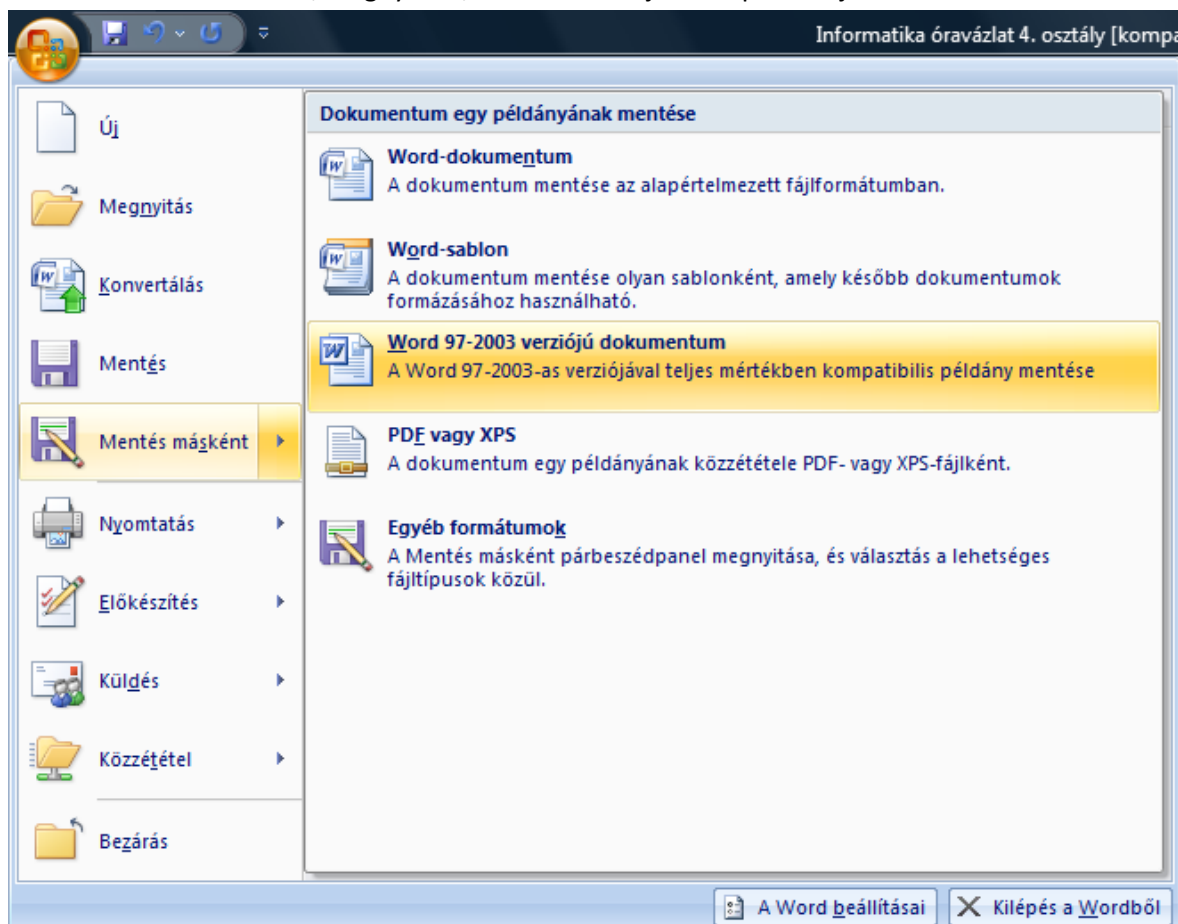 Informatika óravázlat 4. osztály [kompa
Új
Megnyitás
Konvertálás
Mentés
Mentés másként
Nyomtatás
Előkészítés
Küldés
Közzététel
Bezárás
Dokumentum egy példányának mentése
Word-dokumentum
A dokumentum mentése az alapértelmezett fájlformátumban.
Word-sablon
A dokumentum mentése olyan sablonként, amely később dokumentumok
formázásához használható.
Word 97-2003 verziójú dokumentum
A Word 97-2003-as verziójával teljes mértékben kompatibilis példány mentése
PDF vagy XPS
A dokumentum egy példányának közzététele PDF- vagy XPS-fájlként.
Egyéb formátumok
A Mentés másként párbeszédpanel megnyitása, és választás a lehetséges
fájltípusok közül.
A Word beállításai
Kilépés a Wordből